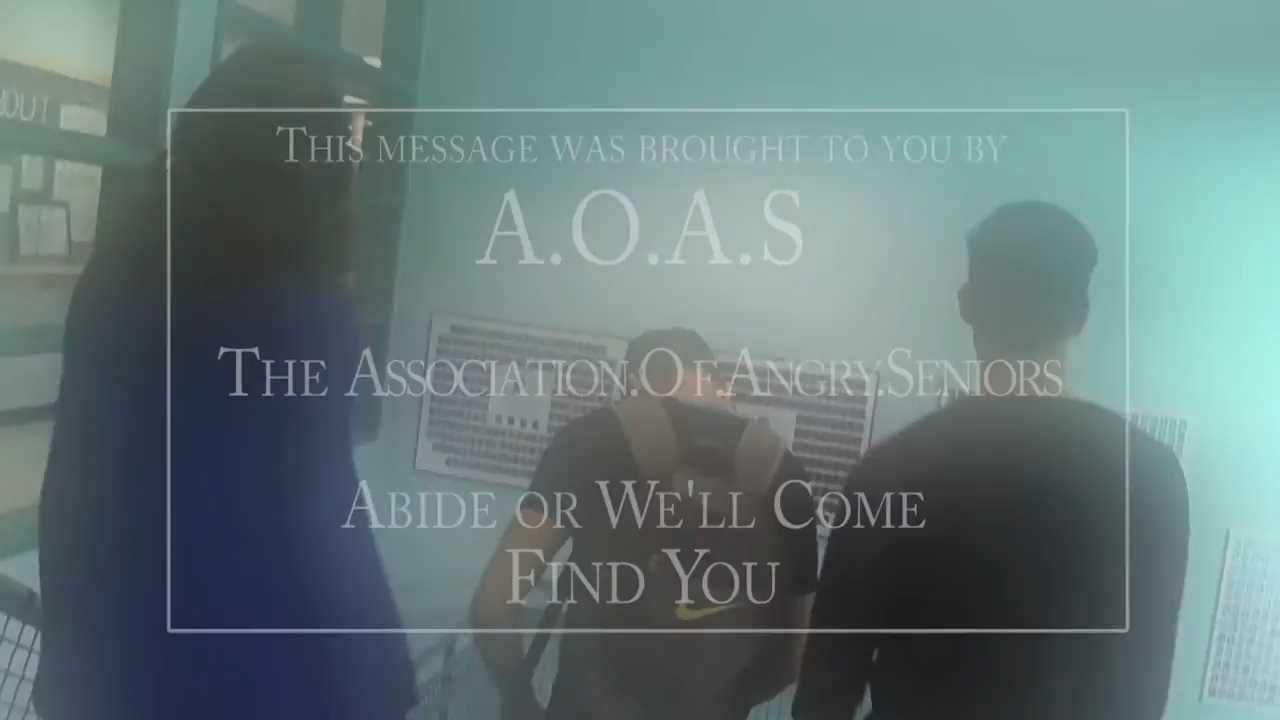 This message was brought to you by
A.O.A.S
The Association.Of.Angry.Seniors
Abide or We'll Come
Find You